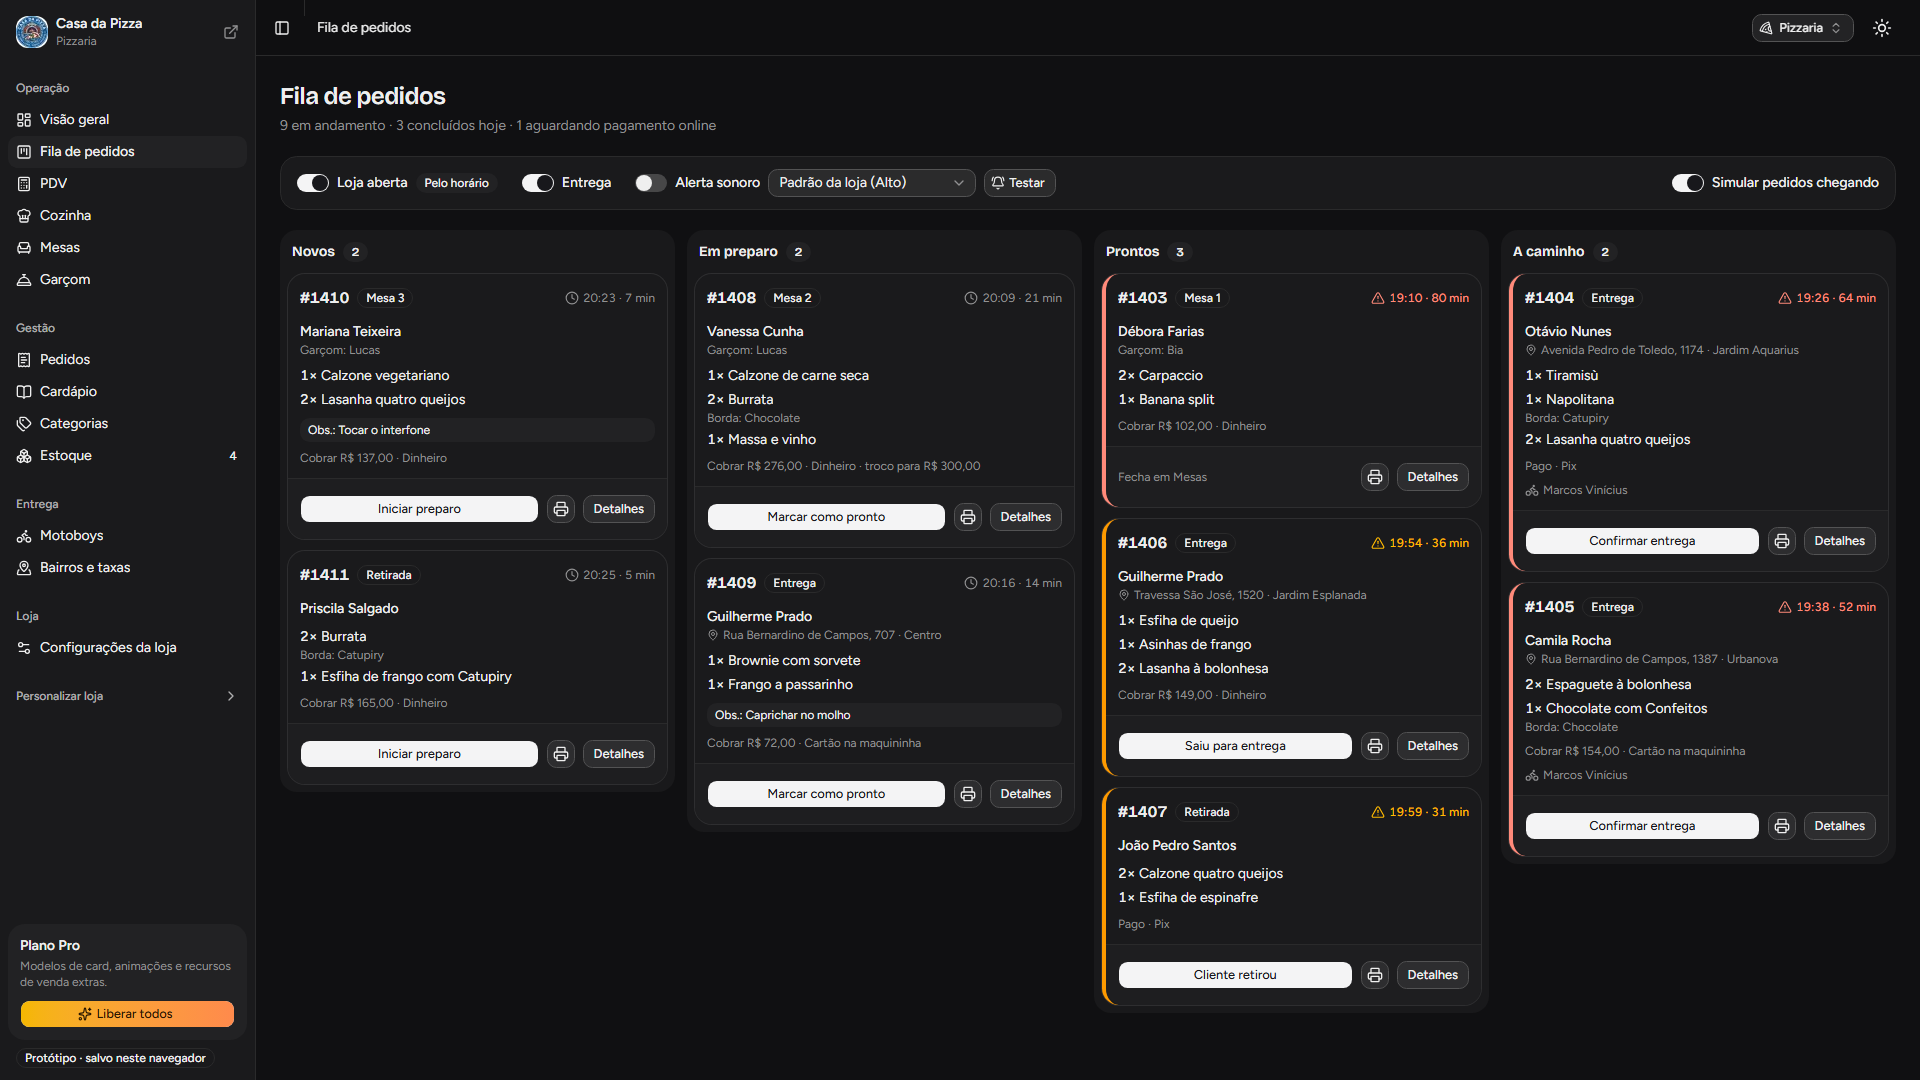 Casa da Pizza
Pizzaria
Operação
Visão geral
Fila de pedidos
PDV
Cozinha
Mesas
Garçom
Gestão
Pedidos
Cardápio
Categorias
Estoque 4
Entrega
Motoboys
Bairros e taxas
Loja
Configurações da loja
Personalizar loja
Plano Pro
Modelos de card, animações e recursos
de venda extras.
Liberar todos
Protótipo · salvo neste navegador
Fila de pedidos
Pizzaria
Fila de pedidos
9 em andamento · 3 concluídos hoje · 1 aguardando pagamento online
Loja aberta Pelo horário Entrega Alerta sonoro Padrão da loja (Alto) Testar Simular pedidos chegando
Novos 2
#1410 Mesa 3 20:23 · 7 min
Mariana Teixeira
Garçom: Lucas
1× Calzone vegetariano
2× Lasanha quatro queijos
Obs.: Tocar o interfone
Cobrar R$ 137,00 · Dinheiro
Iniciar preparo Detalhes
#1411 Retirada 20:25 · 5 min
Priscila Salgado
2× Burrata
Borda: Catupiry
1× Esfiha de frango com Catupiry
Cobrar R$ 165,00 · Dinheiro
Iniciar preparo Detalhes
Em preparo 2
#1408 Mesa 2 20:09 · 21 min
Vanessa Cunha
Garçom: Lucas
1× Calzone de carne seca
2× Burrata
Borda: Chocolate
1× Massa e vinho
Cobrar R$ 276,00 · Dinheiro · troco para R$ 300,00
Marcar como pronto Detalhes
#1409 Entrega 20:16 · 14 min
Guilherme Prado
Rua Bernardino de Campos, 707 · Centro
1× Brownie com sorvete
1× Frango a passarinho
Obs.: Caprichar no molho
Cobrar R$ 72,00 · Cartão na maquininha
Marcar como pronto Detalhes
Prontos 3
#1403 Mesa 1 19:10 · 80 min
Débora Farias
Garçom: Bia
2× Carpaccio
1× Banana split
Cobrar R$ 102,00 · Dinheiro
Fecha em Mesas Detalhes
#1406 Entrega 19:54 · 36 min
Guilherme Prado
Travessa São José, 1520 · Jardim Esplanada
1× Esfiha de queijo
1× Asinhas de frango
2× Lasanha à bolonhesa
Cobrar R$ 149,00 · Dinheiro
Saiu para entrega Detalhes
#1407 Retirada 19:59 · 31 min
João Pedro Santos
2× Calzone quatro queijos
1× Esfiha de espinafre
Pago · Pix
Cliente retirou Detalhes
A caminho 2
#1404 Entrega 19:26 · 64 min
Otávio Nunes
Avenida Pedro de Toledo, 1174 · Jardim Aquarius
1× Tiramisù
1× Napolitana
Borda: Catupiry
2× Lasanha quatro queijos
Pago · Pix
Marcos Vinícius
Confirmar entrega Detalhes
#1405 Entrega 19:38 · 52 min
Camila Rocha
Rua Bernardino de Campos, 1387 · Urbanova
2× Espaguete à bolonhesa
1× Chocolate com Confeitos
Borda: Chocolate
Cobrar R$ 154,00 · Cartão na maquininha
Marcos Vinícius
Confirmar entrega Detalhes